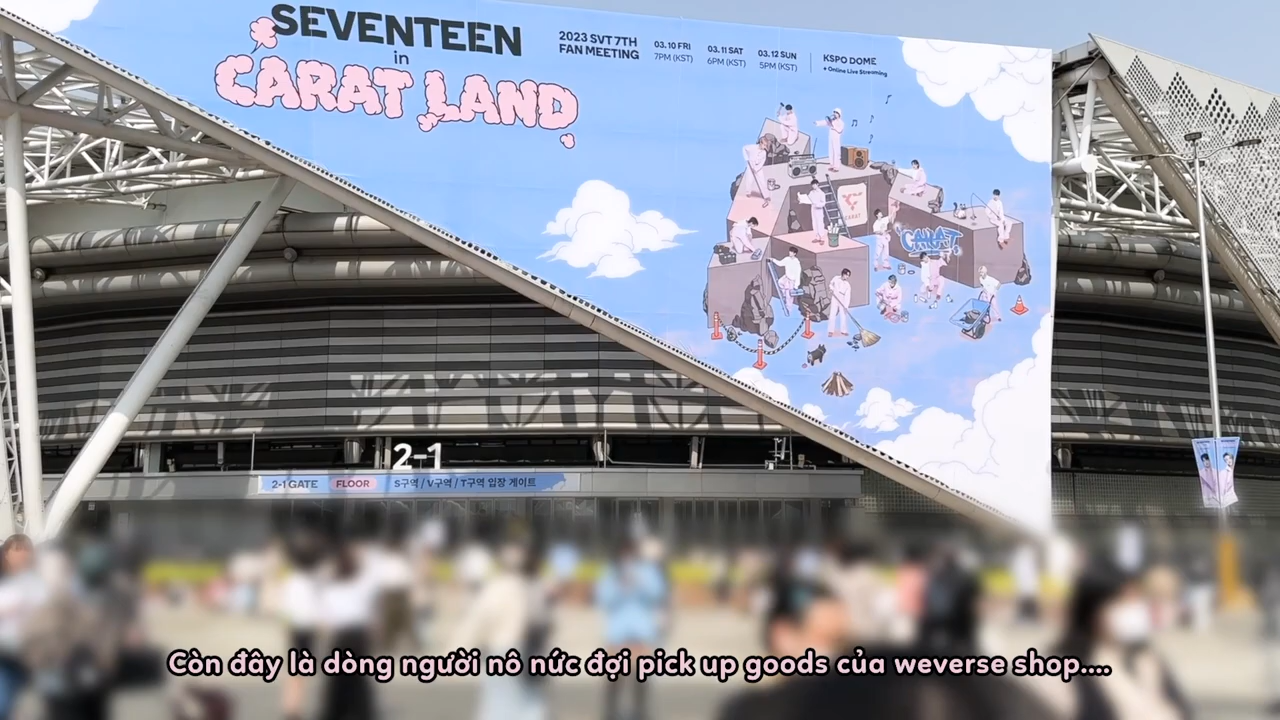 SEVENTEEN
in
CARAT LAND
2023 SVT 7TH
FAN MEETING
03.10 FRI
7PM (KST)
03.11 SAT
6PM (KST)
03.12 SUN
5PM (KST)
KSPO DOME
+ Online Live Streaming
CARAT
CARAT
2-1
2-1 GATE FLOOR S구역 / V구역 / T구역 입장 게이트
Còn đây là dòng người nô nức đợi pick up goods của weverse shop....